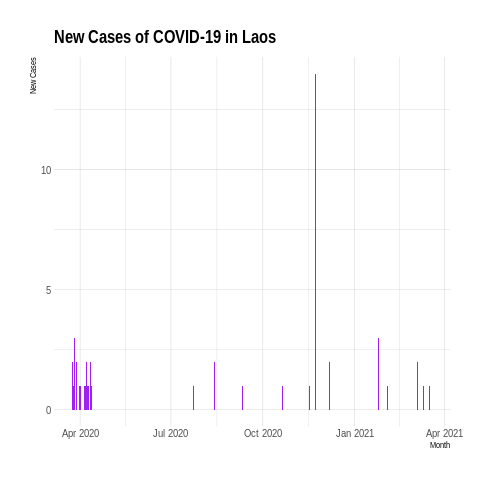 New Cases of COVID-19 in Laos
New Cases
10
5
0
Apr 2020
Jul 2020
Oct 2020
Jan 2021
Apr 2021
Month